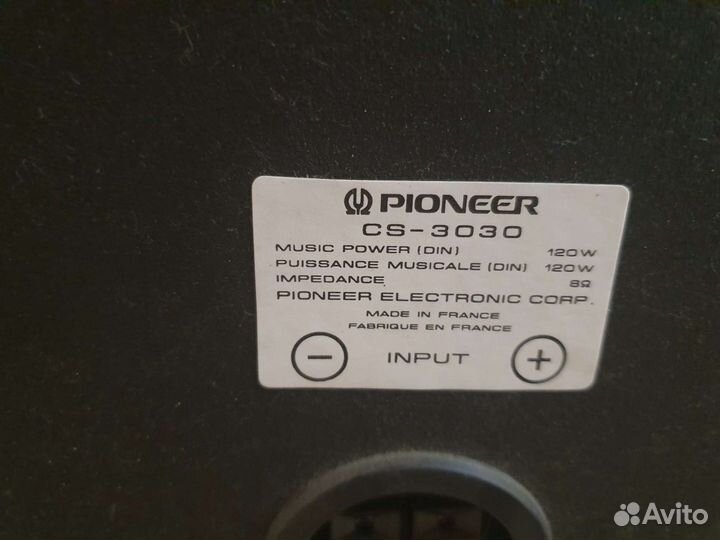 PIONEER
CS-3030
MUSIC POWER (DIN) 120W
PUISSANCE MUSICALE (DIN) 120W
IMPEDANCE 8Ω
PIONEER ELECTRONIC CORP.
MADE IN FRANCE
FABRIQUE EN FRANCE
− INPUT +
Avito